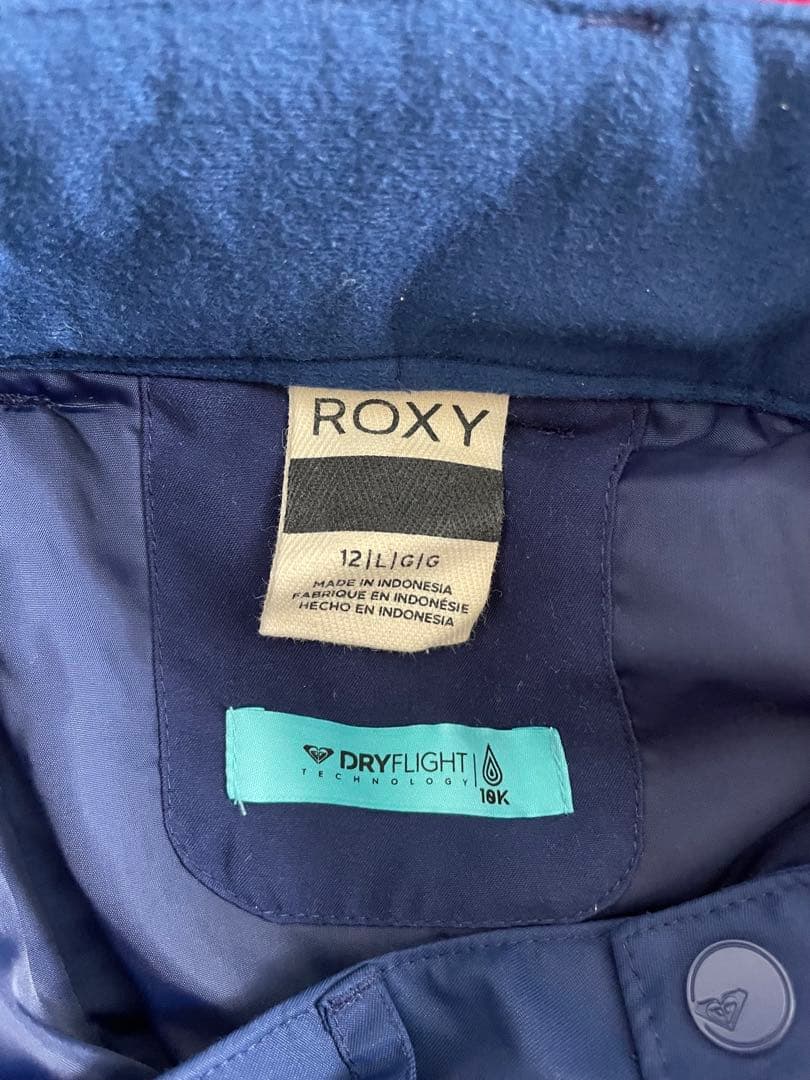 ROXY
12|L|G|G
MADE IN INDONESIA
FABRIQUE EN INDONÉSIE
HECHO EN INDONESIA
DRYFLIGHT
TECHNOLOGY
10K